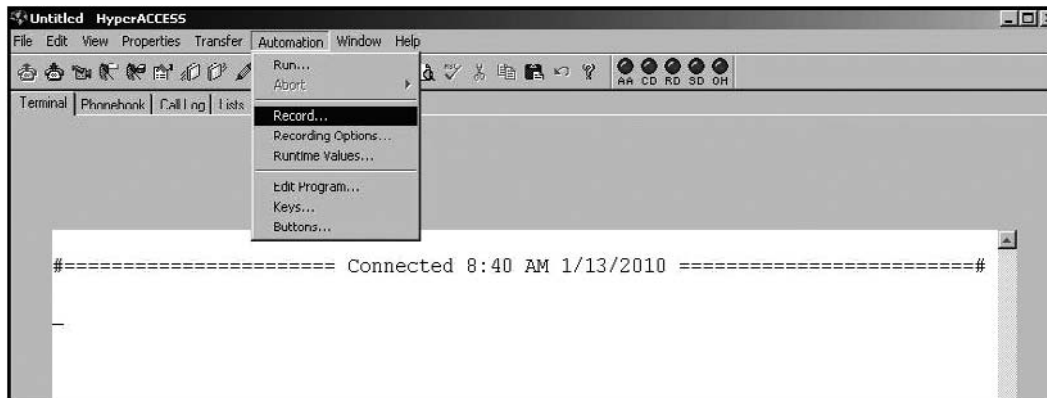 Untitled HyperACCESS
File Edit View Properties Transfer Automation Window Help
AA CD RD SD OH
Terminal Phonebook Call Log Lists
Run...
Abort
Record...
Recording Options...
Runtime Values...
Edit Program...
Keys...
Buttons...
#======================= Connected 8:40 AM 1/13/2010 =========================#
_